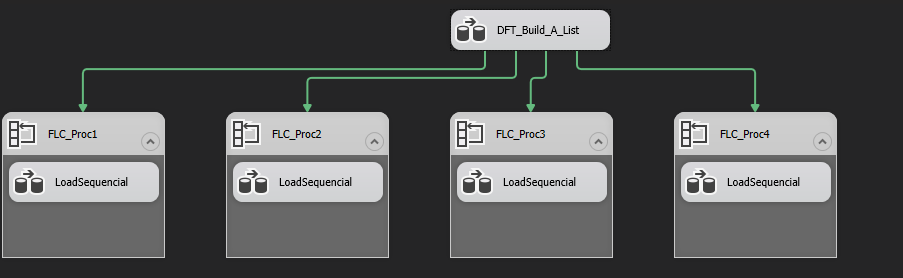 DFT_Build_A_List
FLC_Proc1
FLC_Proc2
FLC_Proc3
FLC_Proc4
LoadSequencial
LoadSequencial
LoadSequencial
LoadSequencial